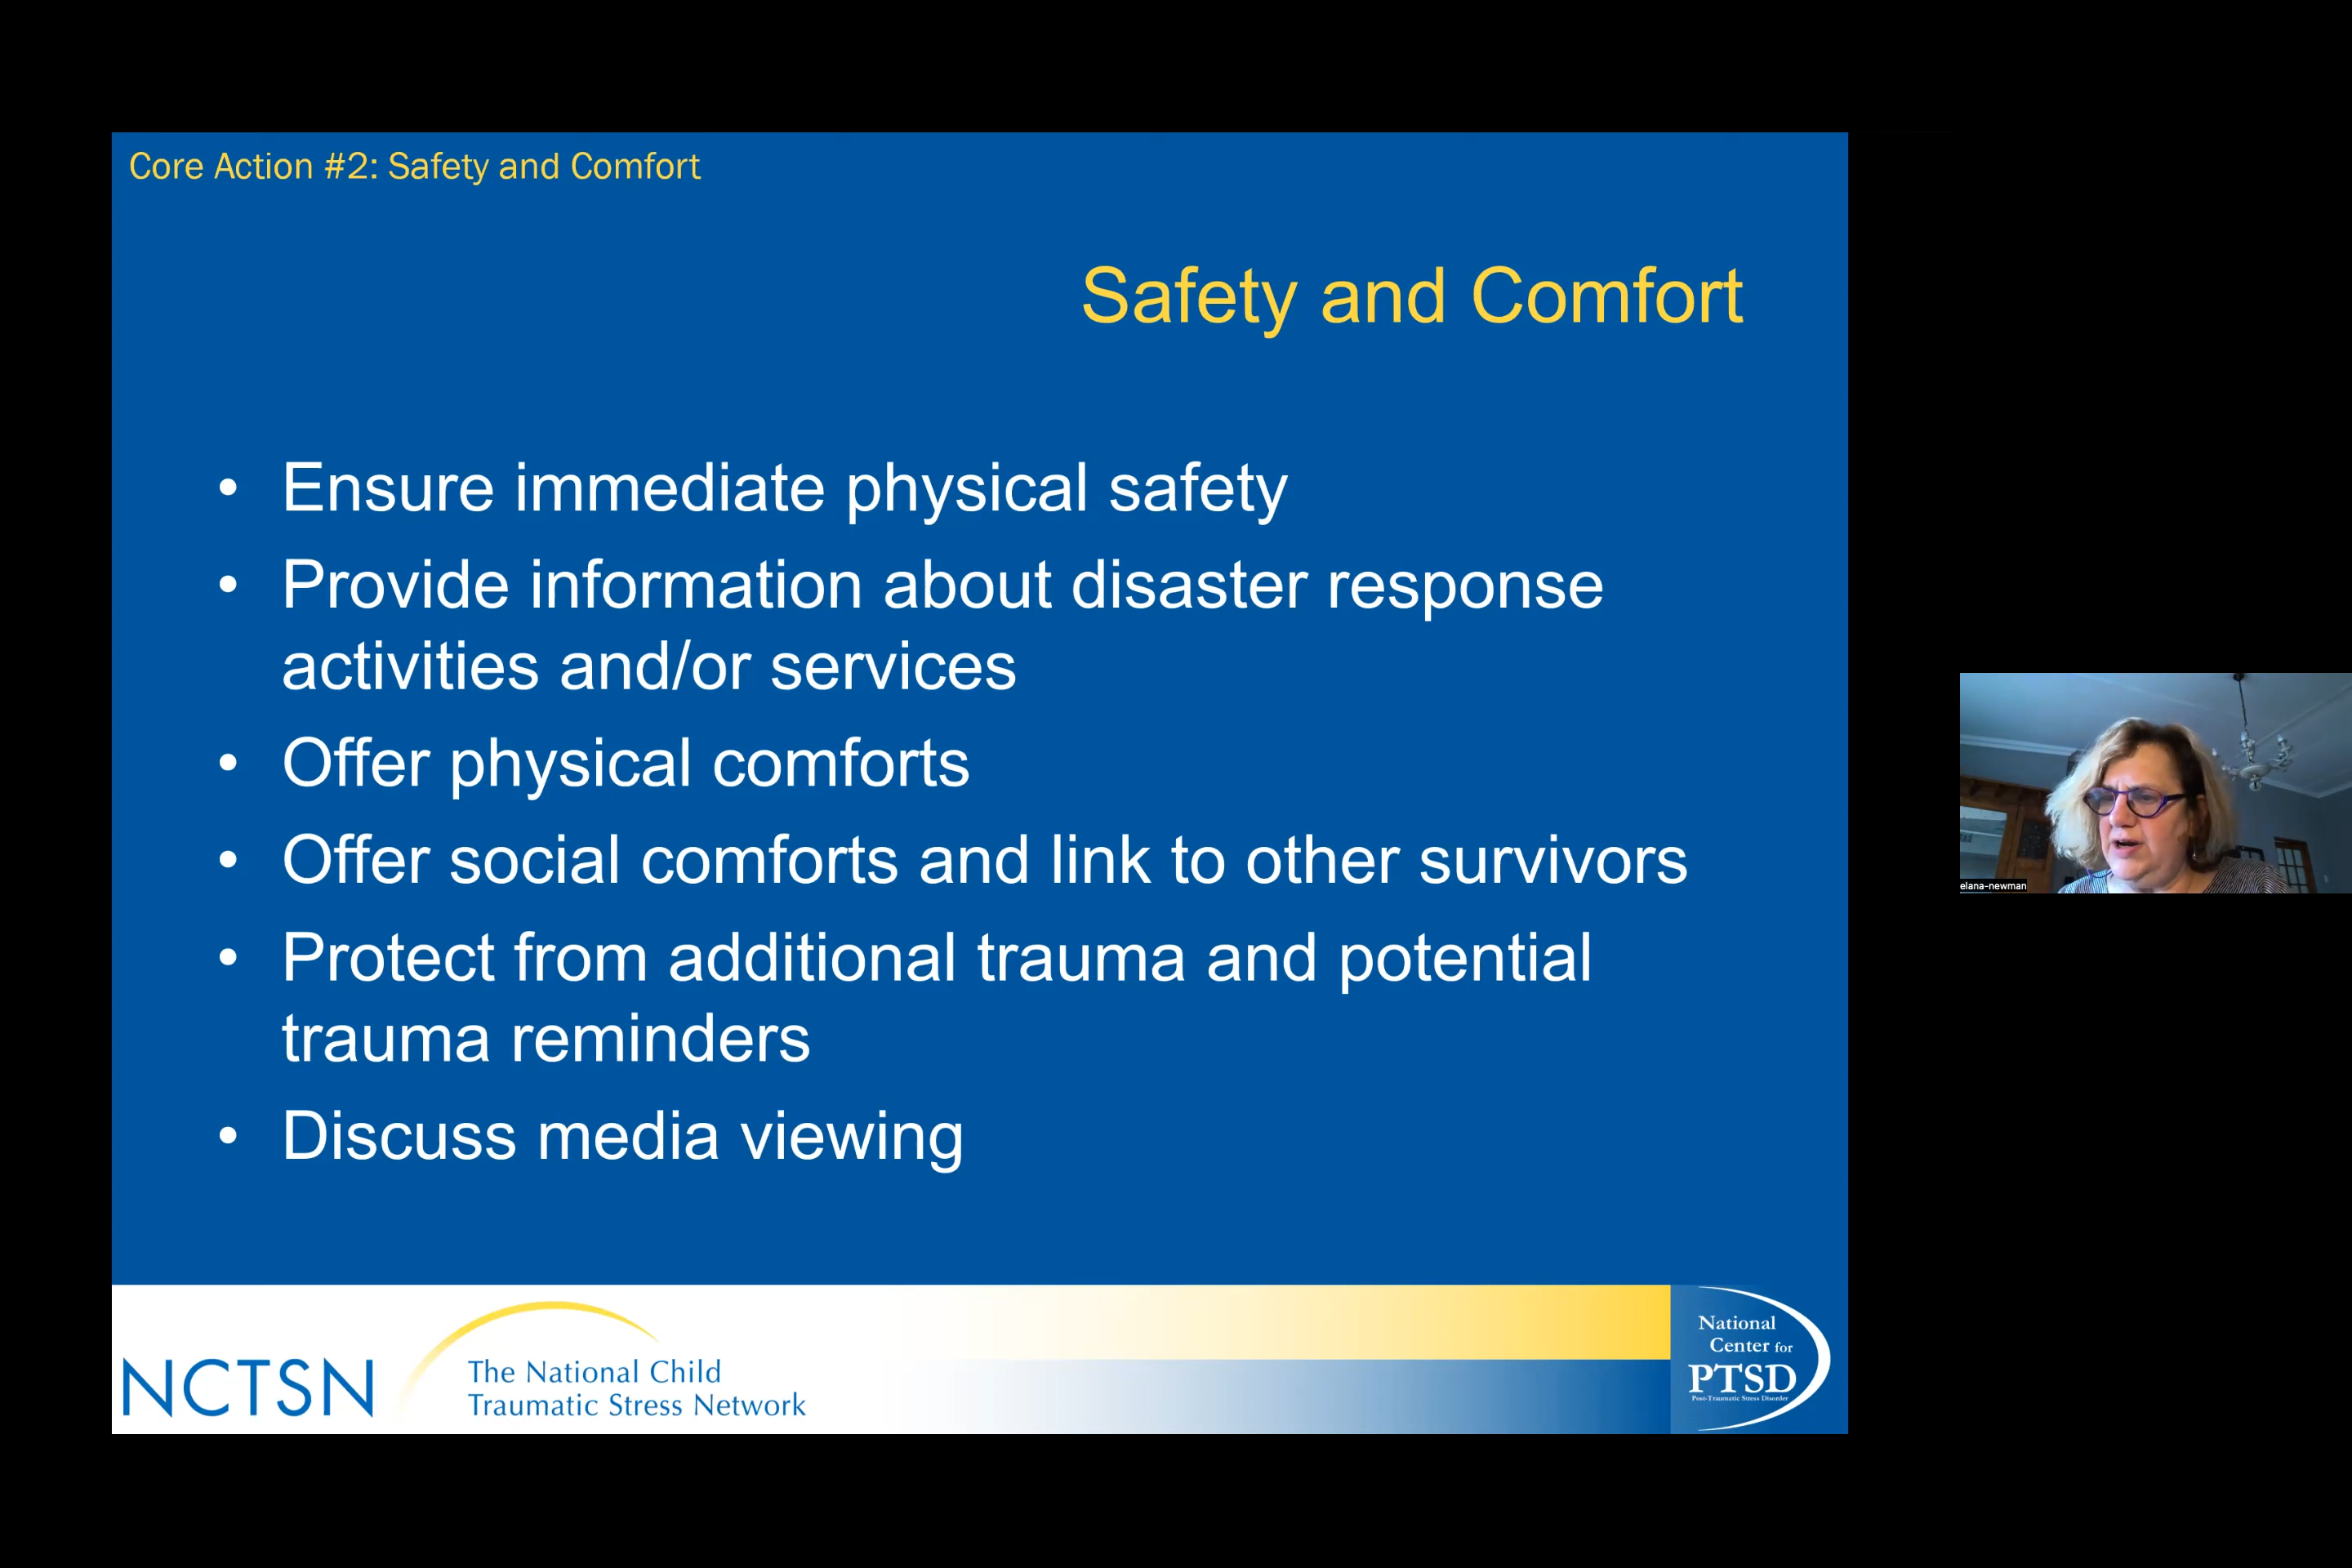 Core Action #2: Safety and Comfort
Safety and Comfort
• Ensure immediate physical safety
• Provide information about disaster response
activities and/or services
• Offer physical comforts
• Offer social comforts and link to other survivors
• Protect from additional trauma and potential
trauma reminders
• Discuss media viewing
elana-newman
NCTSN
The National Child
Traumatic Stress Network
National
Center for
PTSD
Post-Traumatic Stress Disorder